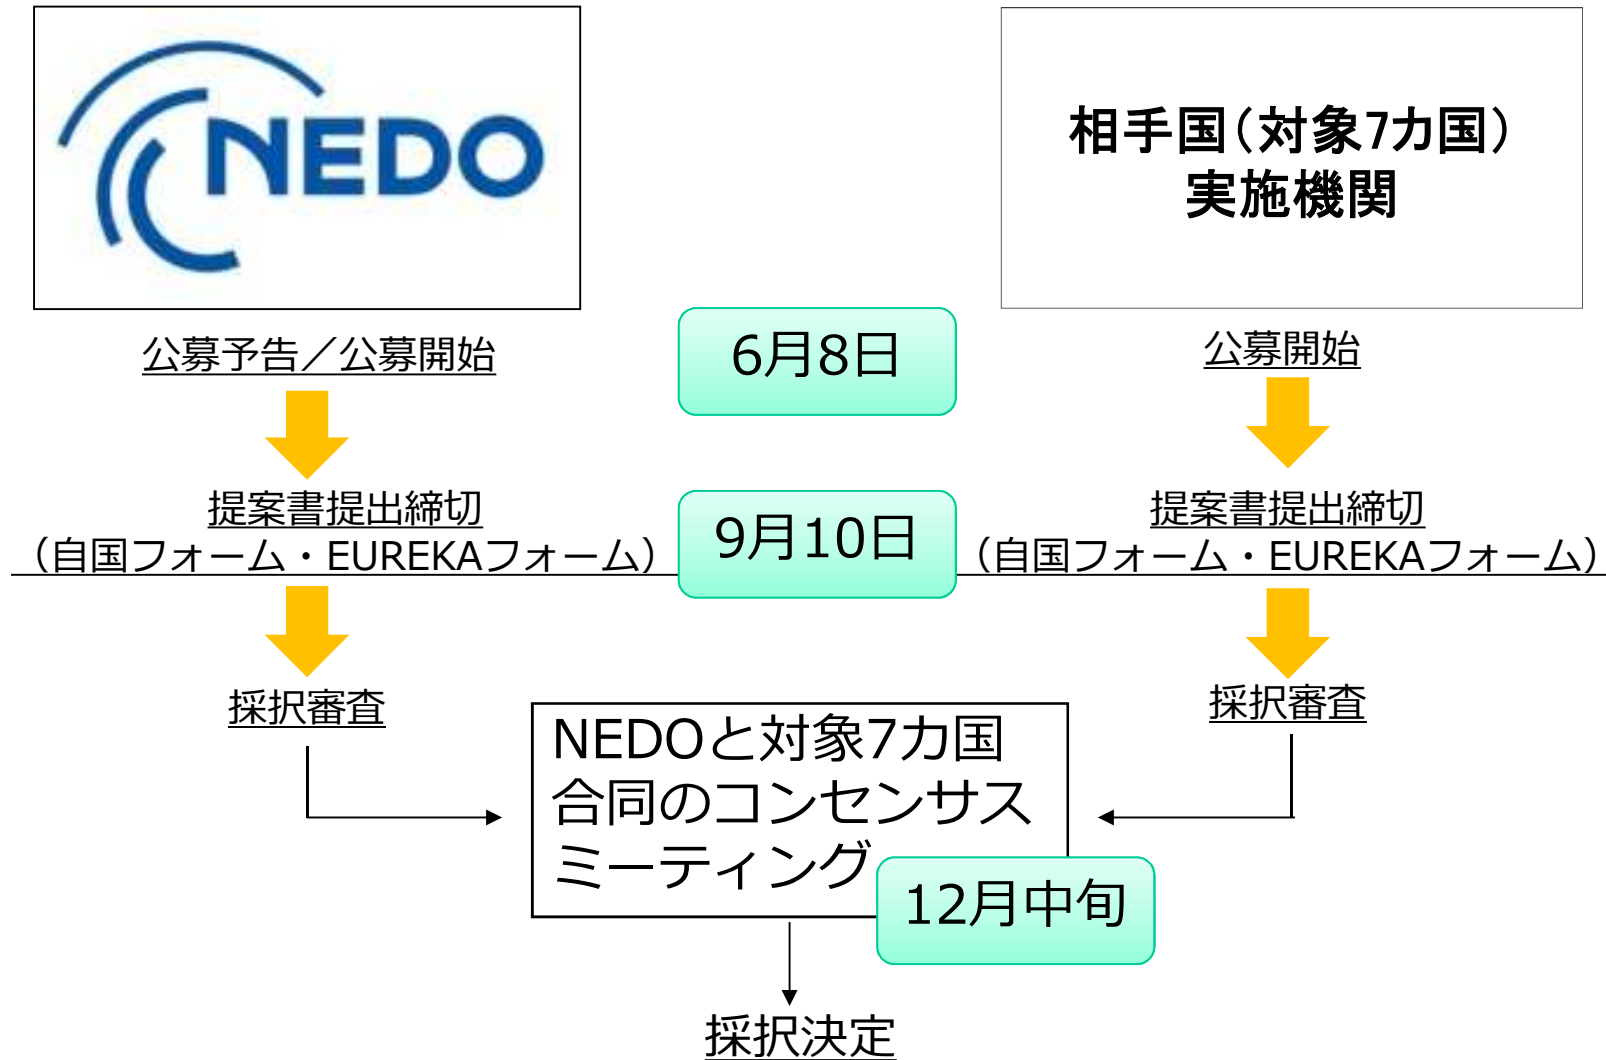 NEDO
相手国（対象7カ国）
実施機関
公募予告／公募開始
6月8日
公募開始
提案書提出締切
（自国フォーム・EUREKAフォーム）
9月10日
提案書提出締切
（自国フォーム・EUREKAフォーム）
採択審査
採択審査
NEDOと対象7カ国
合同のコンセンサス
ミーティング
12月中旬
採択決定